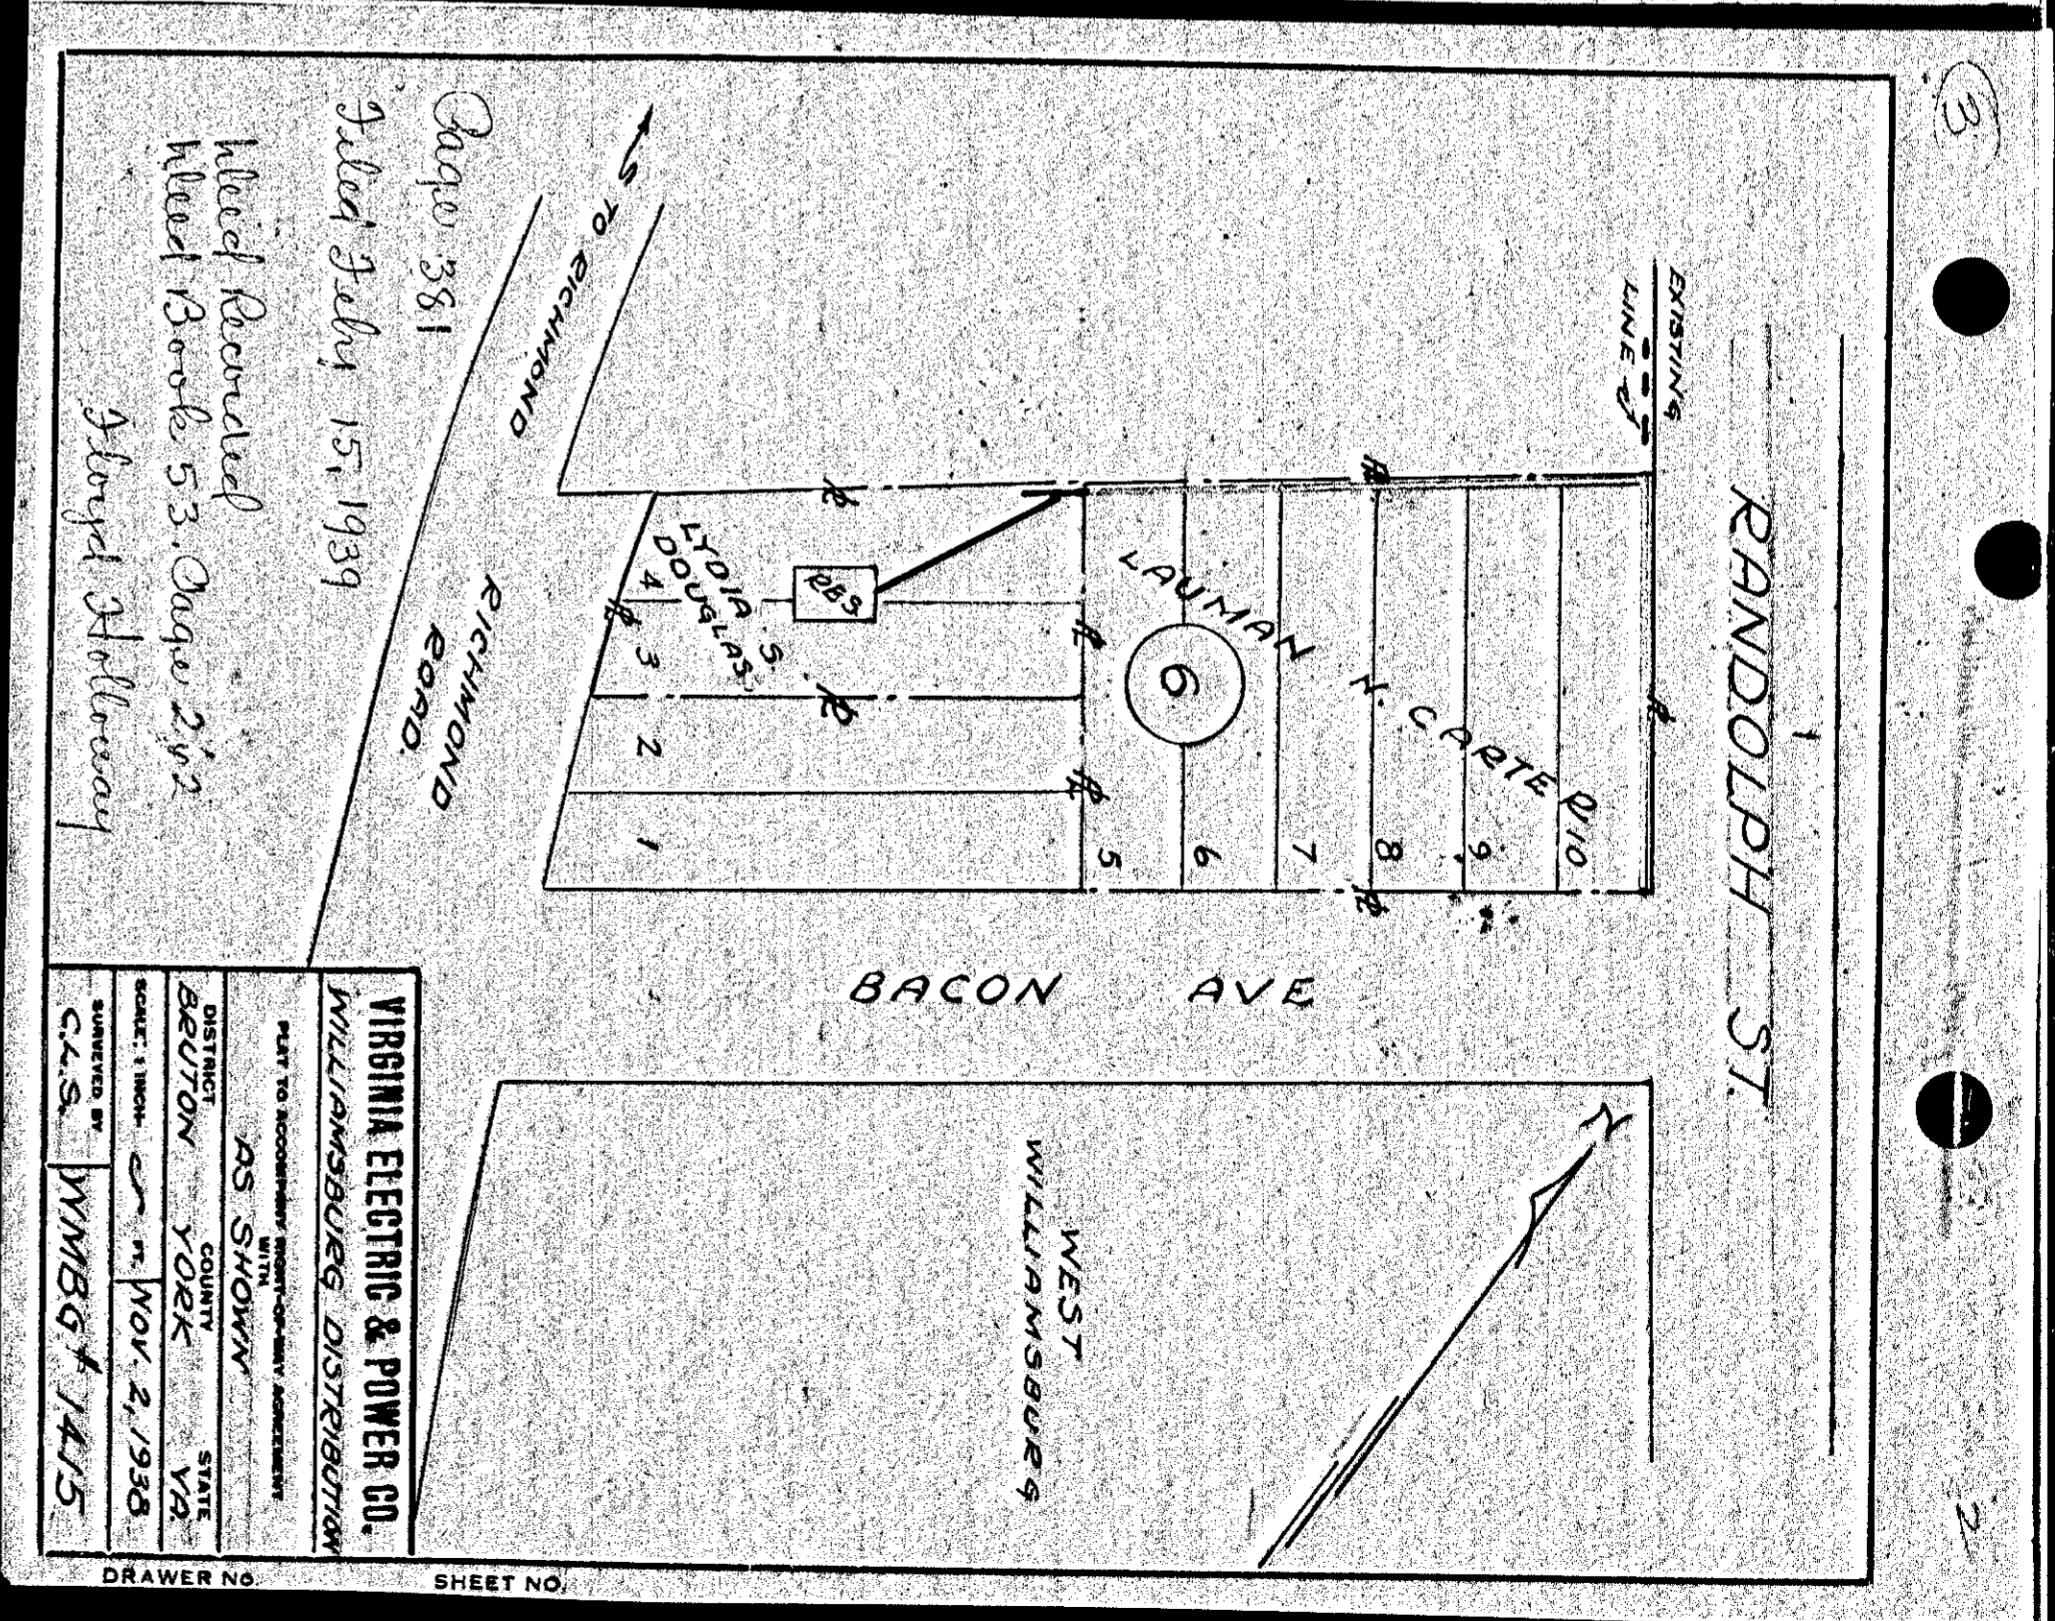 3
2
RANDOLPH ST.
EXISTING
LINE
LAUMAN N. CARTER
10
9
8
7
6
5
6
LYDIA S.
DOUGLAS
RES.
4
3
2
1
BACON AVE
N
WEST
WILLIAMSBURG
TO RICHMOND
RICHMOND
ROAD.
Page 381
Filed Feby 15, 1939
Deed Recorded
Deed Book 53, Page 212
Floyd Holloway
VIRGINIA ELECTRIC & POWER CO.
WILLIAMSBURG DISTRIBUTION
PLAT TO ACCOMPANY RIGHT-OF-WAY AGREEMENT
WITH
AS SHOWN
DISTRICT COUNTY STATE
BRUTON YORK VA.
SCALE: 1 INCH FT. NOV. 2, 1938
SURVEYED BY
C.L.S. WMBG# 1415
DRAWER NO. SHEET NO.